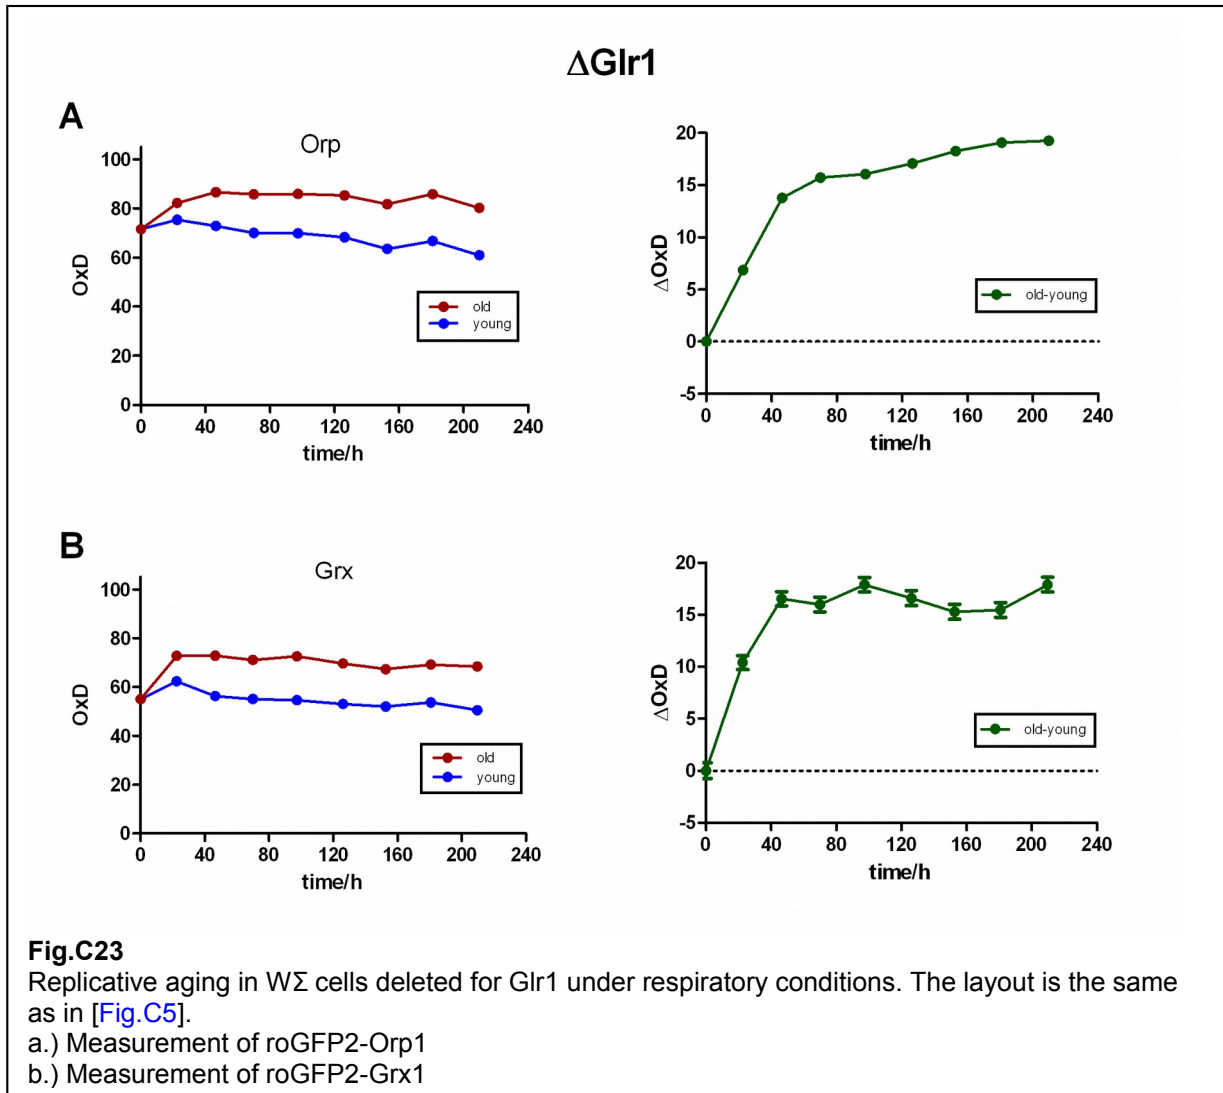 ΔGlr1
A
Orp
100
80
60
40
20
0
OxD
old
young
0 40 80 120 160 200 240
time/h
20
15
10
5
0
-5
ΔOxD
old-young
0 40 80 120 160 200 240
time/h
B
Grx
100
80
60
40
20
0
OxD
old
young
0 40 80 120 160 200 240
time/h
20
15
10
5
0
-5
ΔOxD
old-young
0 40 80 120 160 200 240
time/h
Fig.C23
Replicative aging in WΣ cells deleted for Glr1 under respiratory conditions. The layout is the same
as in [Fig.C5].
a.) Measurement of roGFP2-Orp1
b.) Measurement of roGFP2-Grx1